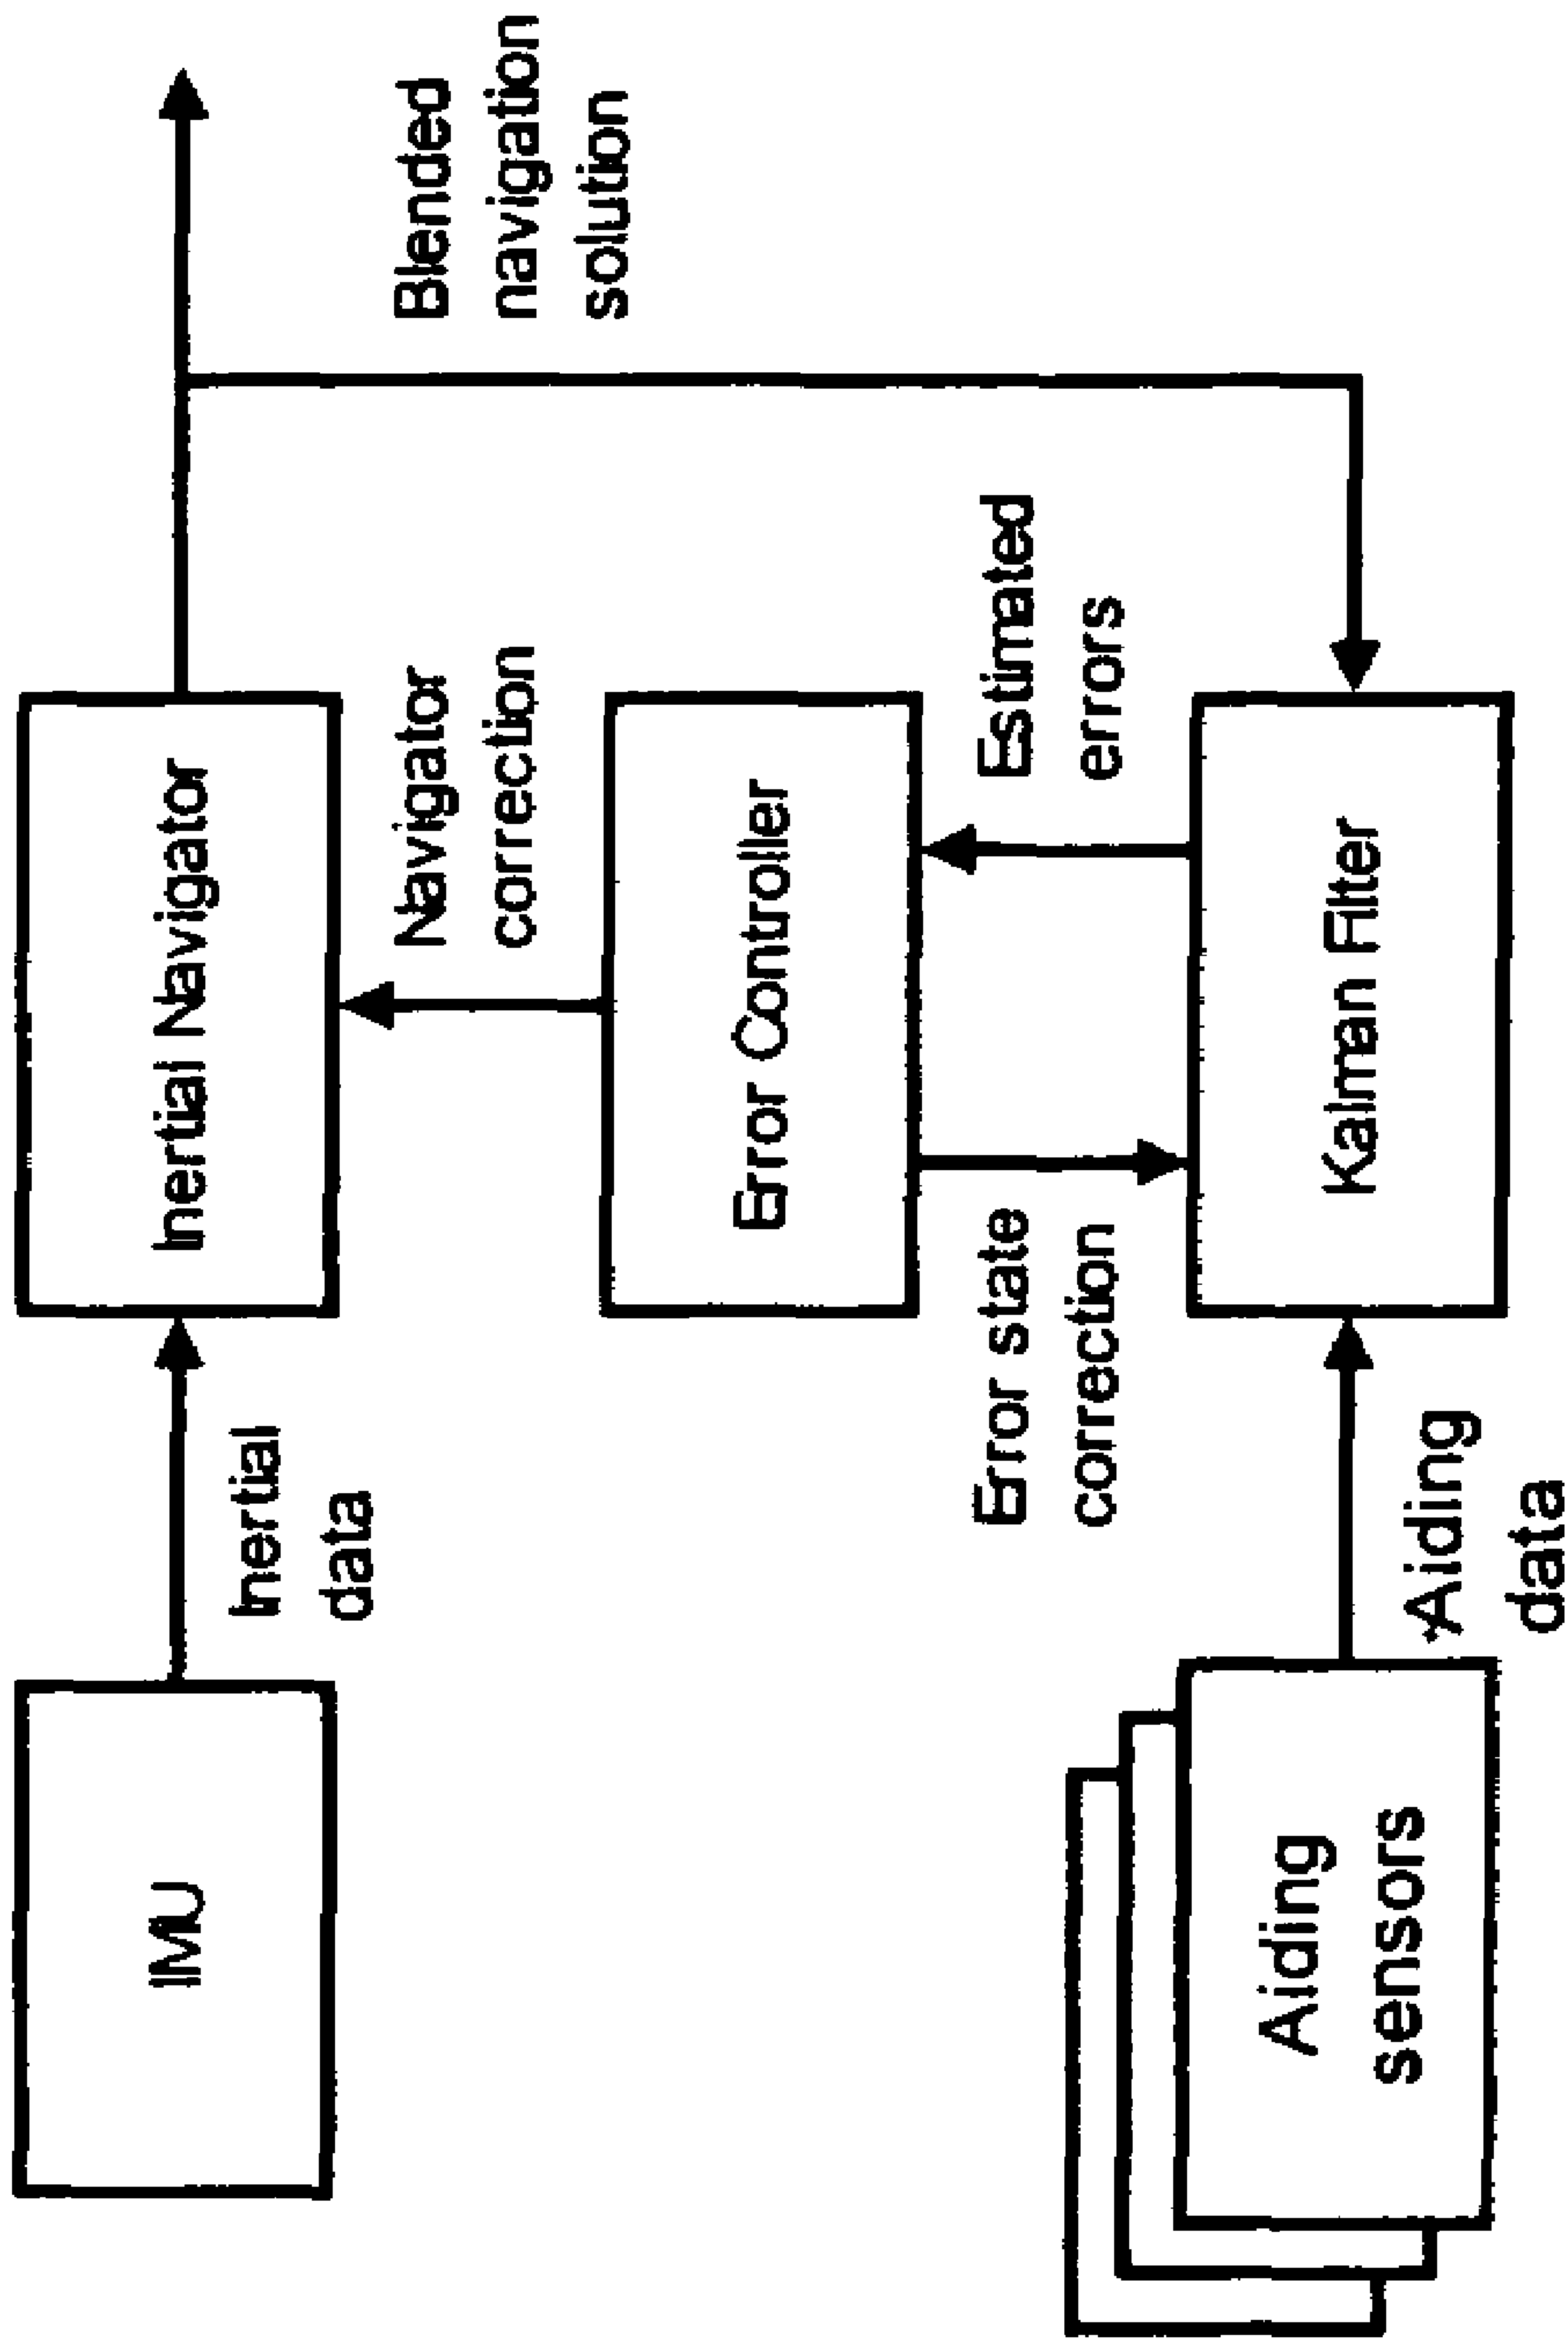 IMU
Inertial
data
Inertial Navigator
Navigator
correction
Blended
navigation
solution
Error Controller
Error state
correction
Estimated
errors
Aiding
sensors
Aiding
data
Kalman Filter